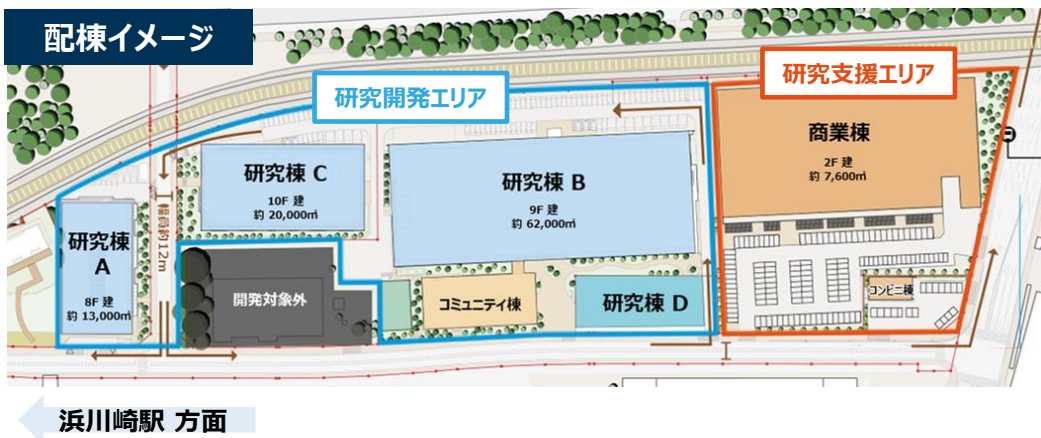 配棟イメージ
研究開発エリア
研究支援エリア
商業棟
2F 建
約 7,600㎡
研究棟 C
10F 建
約 20,000㎡
研究棟 B
9F 建
約 62,000㎡
研究棟
A
8F 建
約 13,000㎡
幅員約12m
開発対象外
コミュニティ棟
研究棟 D
コンビニ棟
浜川崎駅 方面